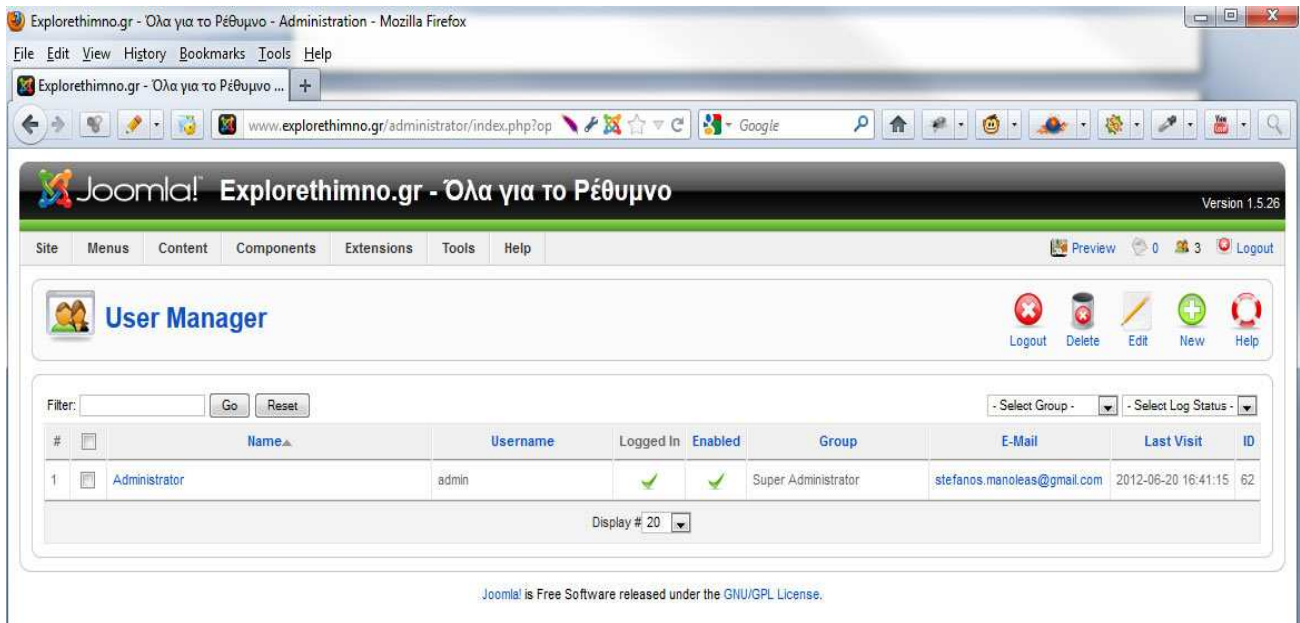 Explorethimno.gr - Όλα για το Ρέθυμνο - Administration - Mozilla Firefox
File Edit View History Bookmarks Tools Help
Explorethimno.gr - Όλα για το Ρέθυμνο ...
www.explorethimno.gr/administrator/index.php?op Google
Joomla! Explorethimno.gr - Όλα για το Ρέθυμνο
Version 1.5.26
Site Menus Content Components Extensions Tools Help Preview 0 3 Logout
User Manager
Logout Delete Edit New Help
Filter: Go Reset - Select Group - - Select Log Status -
# Name Username Logged In Enabled Group E-Mail Last Visit ID
1 Administrator admin Super Administrator stefanos.manoleas@gmail.com 2012-06-20 16:41:15 62
Display # 20
Joomla! is Free Software released under the GNU/GPL License.